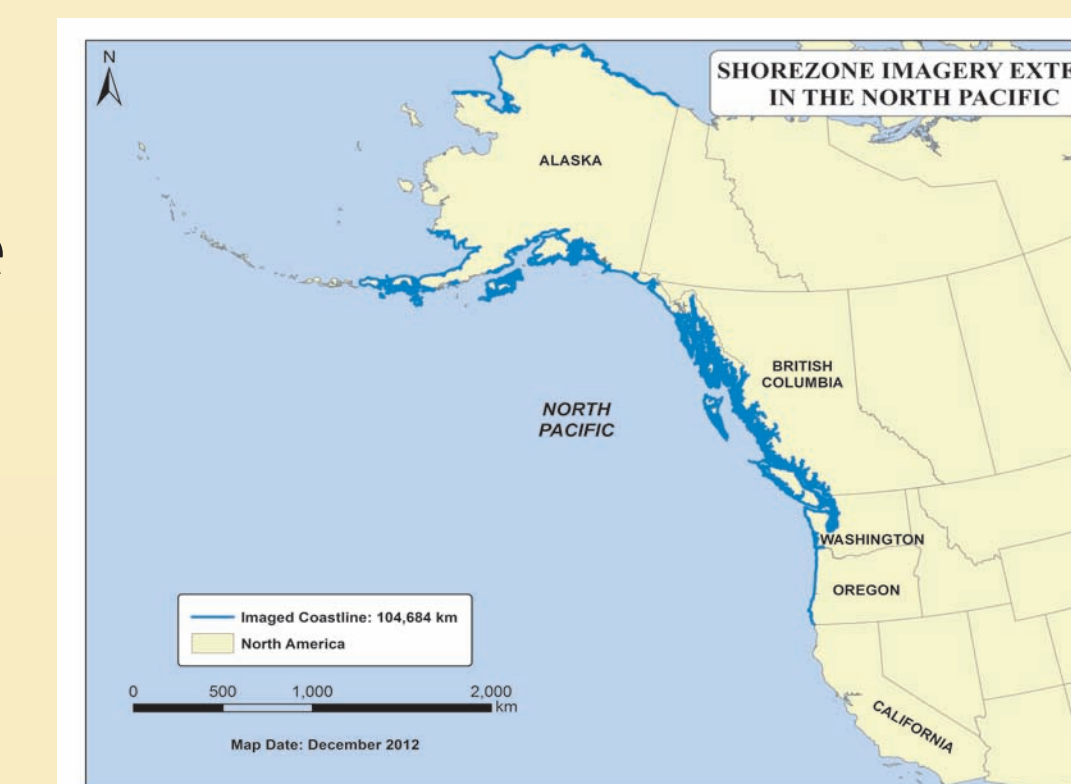 N
SHOREZONE IMAGERY EXTE
IN THE NORTH PACIFIC
ALASKA
e
BRITISH
COLUMBIA
NORTH
PACIFIC
WASHINGTON
OREGON
Imaged Coastline: 104,684 km
North America
0 500 1,000 2,000
km
CALIFORNIA
Map Date: December 2012